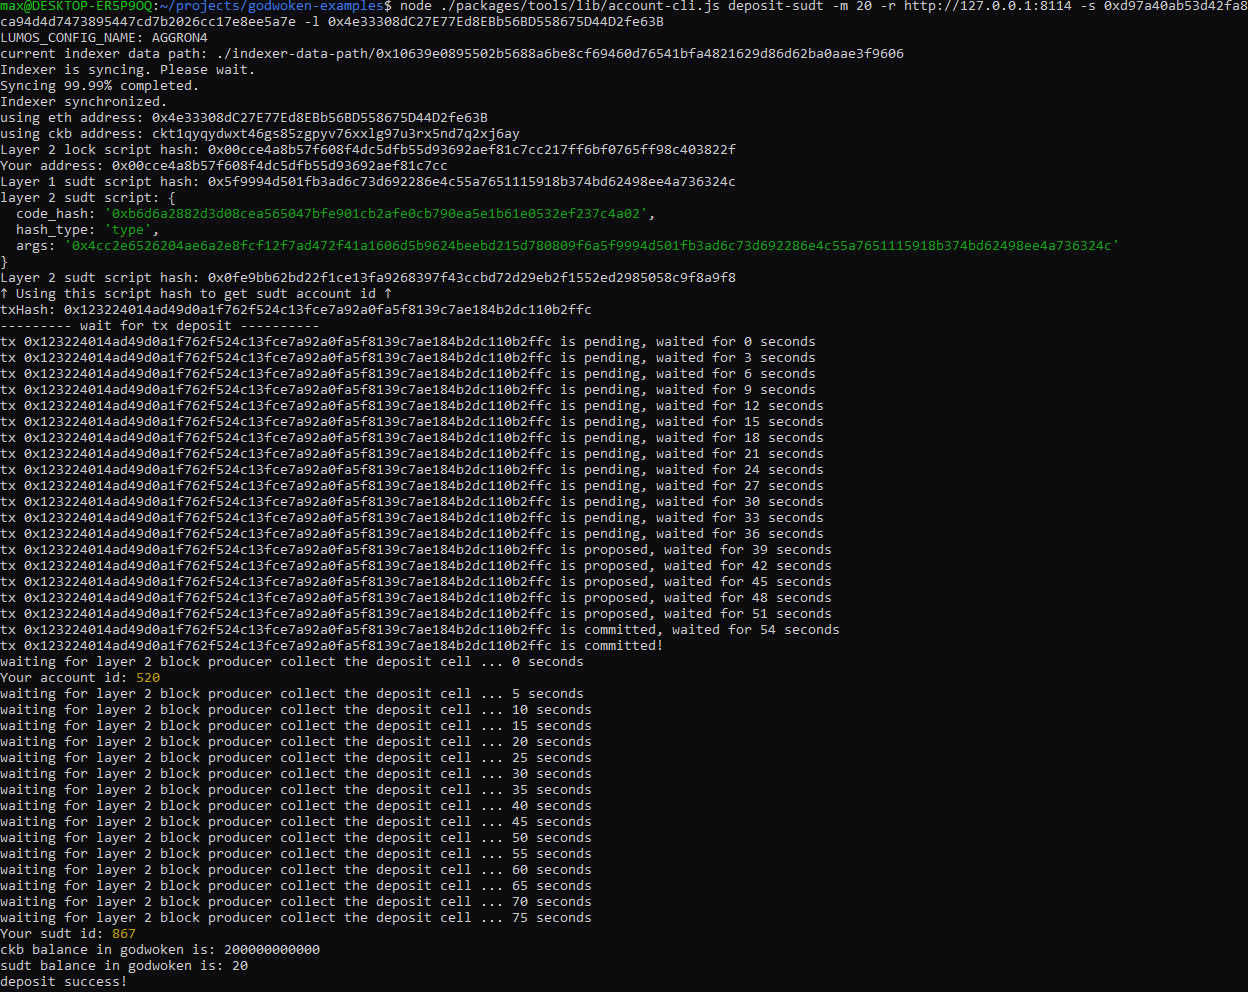 max@DESKTOP-ER5P9OQ:~/projects/godwoken-examples$ node ./packages/tools/lib/account-cli.js deposit-sudt -m 20 -r http://127.0.0.1:8114 -s 0xd97a40ab53d42fa8
ca94d4d7473895447cd7b2026cc17e8ee5a7e -l 0x4e33308dC27E77Ed8EBb56BD558675D44D2fe63B
LUMOS_CONFIG_NAME: AGGRON4
current indexer data path: ./indexer-data-path/0x10639e0895502b5688a6be8cf69460d76541bfa4821629d86d62ba0aae3f9606
Indexer is syncing. Please wait.
Syncing 99.99% completed.
Indexer synchronized.
using eth address: 0x4e33308dC27E77Ed8EBb56BD558675D44D2fe63B
using ckb address: ckt1qyqydwxt46gs85zgpyv76xxlg97u3rx5nd7q2xj6ay
Layer 2 lock script hash: 0x00cce4a8b57f608f4dc5dfb55d93692aef81c7cc217ff6bf0765ff98c403822f
Your address: 0x00cce4a8b57f608f4dc5dfb55d93692aef81c7cc
Layer 1 sudt script hash: 0x5f9994d501fb3ad6c73d692286e4c55a7651115918b374bd62498ee4a736324c
layer 2 sudt script: {
  code_hash: '0xb6d6a2882d3d08cea565047bfe901cb2afe0cb790ea5e1b61e0532ef237c4a02',
  hash_type: 'type',
  args: '0x4cc2e6526204ae6a2e8fcf12f7ad472f41a1606d5b9624beebd215d780809f6a5f9994d501fb3ad6c73d692286e4c55a7651115918b374bd62498ee4a736324c'
}
Layer 2 sudt script hash: 0x0fe9bb62bd22f1ce13fa9268397f43ccbd72d29eb2f1552ed2985058c9f8a9f8
↑ Using this script hash to get sudt account id ↑
txHash: 0x123224014ad49d0a1f762f524c13fce7a92a0fa5f8139c7ae184b2dc110b2ffc
--------- wait for tx deposit ----------
tx 0x123224014ad49d0a1f762f524c13fce7a92a0fa5f8139c7ae184b2dc110b2ffc is pending, waited for 0 seconds
tx 0x123224014ad49d0a1f762f524c13fce7a92a0fa5f8139c7ae184b2dc110b2ffc is pending, waited for 3 seconds
tx 0x123224014ad49d0a1f762f524c13fce7a92a0fa5f8139c7ae184b2dc110b2ffc is pending, waited for 6 seconds
tx 0x123224014ad49d0a1f762f524c13fce7a92a0fa5f8139c7ae184b2dc110b2ffc is pending, waited for 9 seconds
tx 0x123224014ad49d0a1f762f524c13fce7a92a0fa5f8139c7ae184b2dc110b2ffc is pending, waited for 12 seconds
tx 0x123224014ad49d0a1f762f524c13fce7a92a0fa5f8139c7ae184b2dc110b2ffc is pending, waited for 15 seconds
tx 0x123224014ad49d0a1f762f524c13fce7a92a0fa5f8139c7ae184b2dc110b2ffc is pending, waited for 18 seconds
tx 0x123224014ad49d0a1f762f524c13fce7a92a0fa5f8139c7ae184b2dc110b2ffc is pending, waited for 21 seconds
tx 0x123224014ad49d0a1f762f524c13fce7a92a0fa5f8139c7ae184b2dc110b2ffc is pending, waited for 24 seconds
tx 0x123224014ad49d0a1f762f524c13fce7a92a0fa5f8139c7ae184b2dc110b2ffc is pending, waited for 27 seconds
tx 0x123224014ad49d0a1f762f524c13fce7a92a0fa5f8139c7ae184b2dc110b2ffc is pending, waited for 30 seconds
tx 0x123224014ad49d0a1f762f524c13fce7a92a0fa5f8139c7ae184b2dc110b2ffc is pending, waited for 33 seconds
tx 0x123224014ad49d0a1f762f524c13fce7a92a0fa5f8139c7ae184b2dc110b2ffc is pending, waited for 36 seconds
tx 0x123224014ad49d0a1f762f524c13fce7a92a0fa5f8139c7ae184b2dc110b2ffc is proposed, waited for 39 seconds
tx 0x123224014ad49d0a1f762f524c13fce7a92a0fa5f8139c7ae184b2dc110b2ffc is proposed, waited for 42 seconds
tx 0x123224014ad49d0a1f762f524c13fce7a92a0fa5f8139c7ae184b2dc110b2ffc is proposed, waited for 45 seconds
tx 0x123224014ad49d0a1f762f524c13fce7a92a0fa5f8139c7ae184b2dc110b2ffc is proposed, waited for 48 seconds
tx 0x123224014ad49d0a1f762f524c13fce7a92a0fa5f8139c7ae184b2dc110b2ffc is proposed, waited for 51 seconds
tx 0x123224014ad49d0a1f762f524c13fce7a92a0fa5f8139c7ae184b2dc110b2ffc is committed, waited for 54 seconds
tx 0x123224014ad49d0a1f762f524c13fce7a92a0fa5f8139c7ae184b2dc110b2ffc is committed!
waiting for layer 2 block producer collect the deposit cell ... 0 seconds
Your account id: 520
waiting for layer 2 block producer collect the deposit cell ... 5 seconds
waiting for layer 2 block producer collect the deposit cell ... 10 seconds
waiting for layer 2 block producer collect the deposit cell ... 15 seconds
waiting for layer 2 block producer collect the deposit cell ... 20 seconds
waiting for layer 2 block producer collect the deposit cell ... 25 seconds
waiting for layer 2 block producer collect the deposit cell ... 30 seconds
waiting for layer 2 block producer collect the deposit cell ... 35 seconds
waiting for layer 2 block producer collect the deposit cell ... 40 seconds
waiting for layer 2 block producer collect the deposit cell ... 45 seconds
waiting for layer 2 block producer collect the deposit cell ... 50 seconds
waiting for layer 2 block producer collect the deposit cell ... 55 seconds
waiting for layer 2 block producer collect the deposit cell ... 60 seconds
waiting for layer 2 block producer collect the deposit cell ... 65 seconds
waiting for layer 2 block producer collect the deposit cell ... 70 seconds
waiting for layer 2 block producer collect the deposit cell ... 75 seconds
Your sudt id: 867
ckb balance in godwoken is: 200000000000
sudt balance in godwoken is: 20
deposit success!